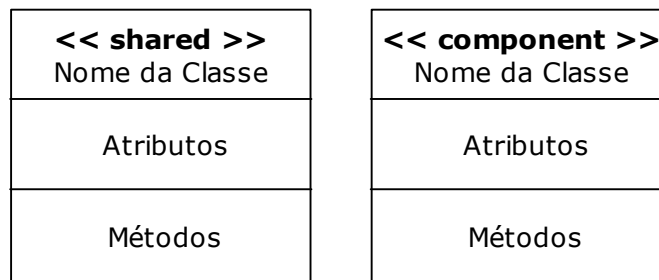 << shared >>
Nome da Classe
Atributos
Métodos
<< component >>
Nome da Classe
Atributos
Métodos